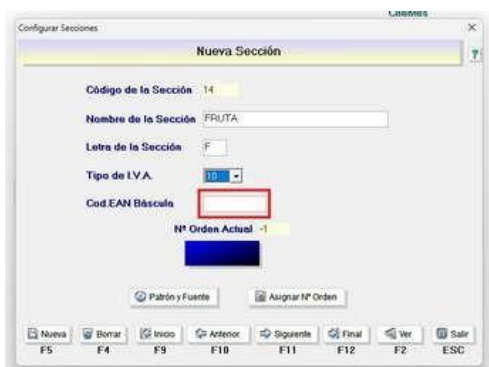 Clientes
Configurar Secciones
Nueva Sección
?
Código de la Sección 14
Nombre de la Sección FRUTA
Letra de la Sección F
Tipo de I.V.A. 10
Cod.EAN Báscula
Nº Orden Actual -1
Patrón y Fuente Asignar Nº Orden
Nueva Borrar Inicio Anterior Siguiente Final Ver Salir
F5 F4 F9 F10 F11 F12 F2 ESC